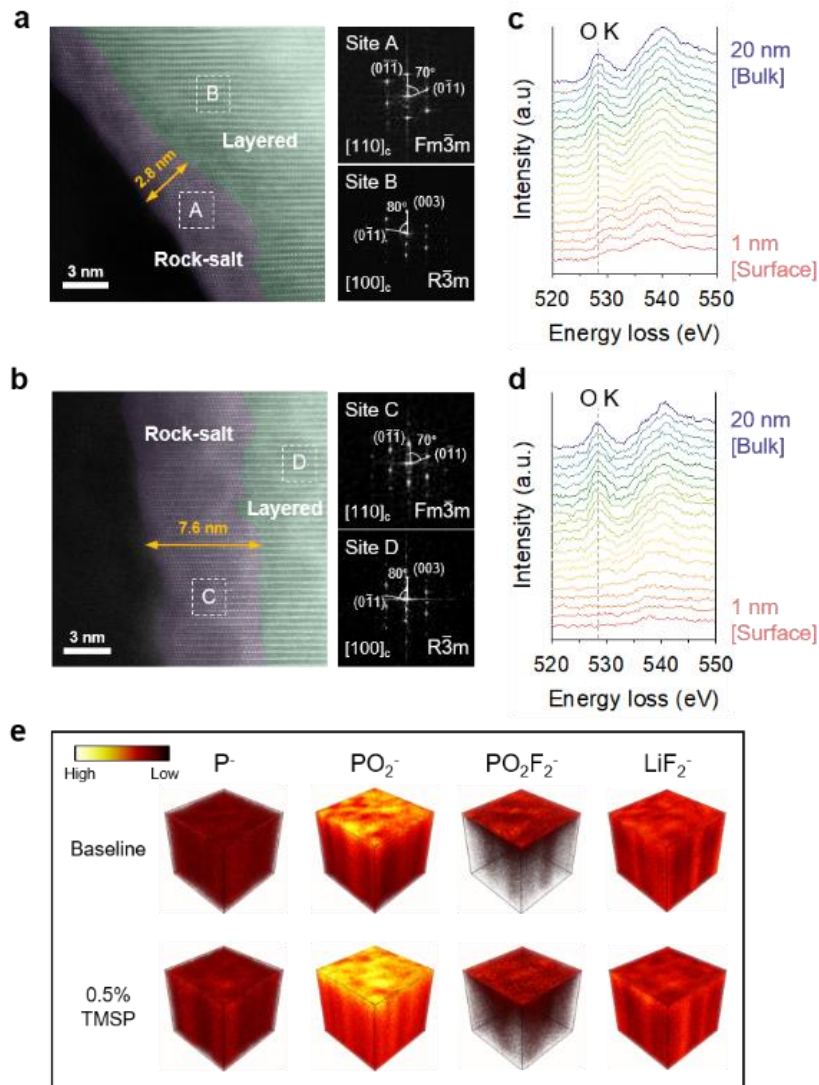 a
B
Layered
2.8 nm
A
Rock-salt
3 nm
Site A
(01̅1̅)
70°
(01̅1)
[110]c
Fm3̅m
Site B
80°
(003)
(01̅1)
[100]c
R3̅m
c
O K
20 nm
[Bulk]
Intensity (a.u)
1 nm
[Surface]
520 530 540 550
Energy loss (eV)
b
Rock-salt
D
Layered
7.6 nm
C
3 nm
Site C
(01̅1̅)
70°
(01̅1)
[110]c
Fm3̅m
Site D
80°
(003)
(01̅1)
[100]c
R3̅m
d
O K
20 nm
[Bulk]
Intensity (a.u.)
1 nm
[Surface]
520 530 540 550
Energy loss (eV)
e
High Low
P⁻ PO₂⁻ PO₂F₂⁻ LiF₂⁻
Baseline
0.5%
TMSP